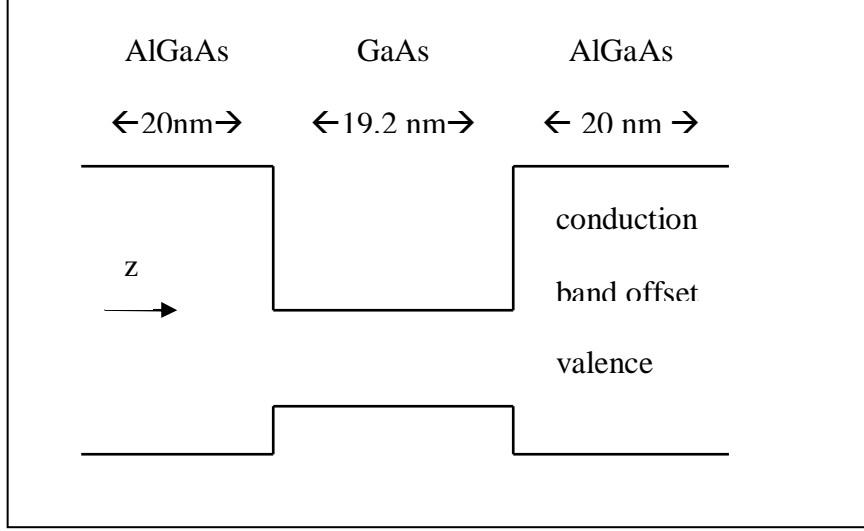 AlGaAs GaAs AlGaAs
←20nm→ ←19.2 nm→ ← 20 nm →
conduction
z
band offset
valence